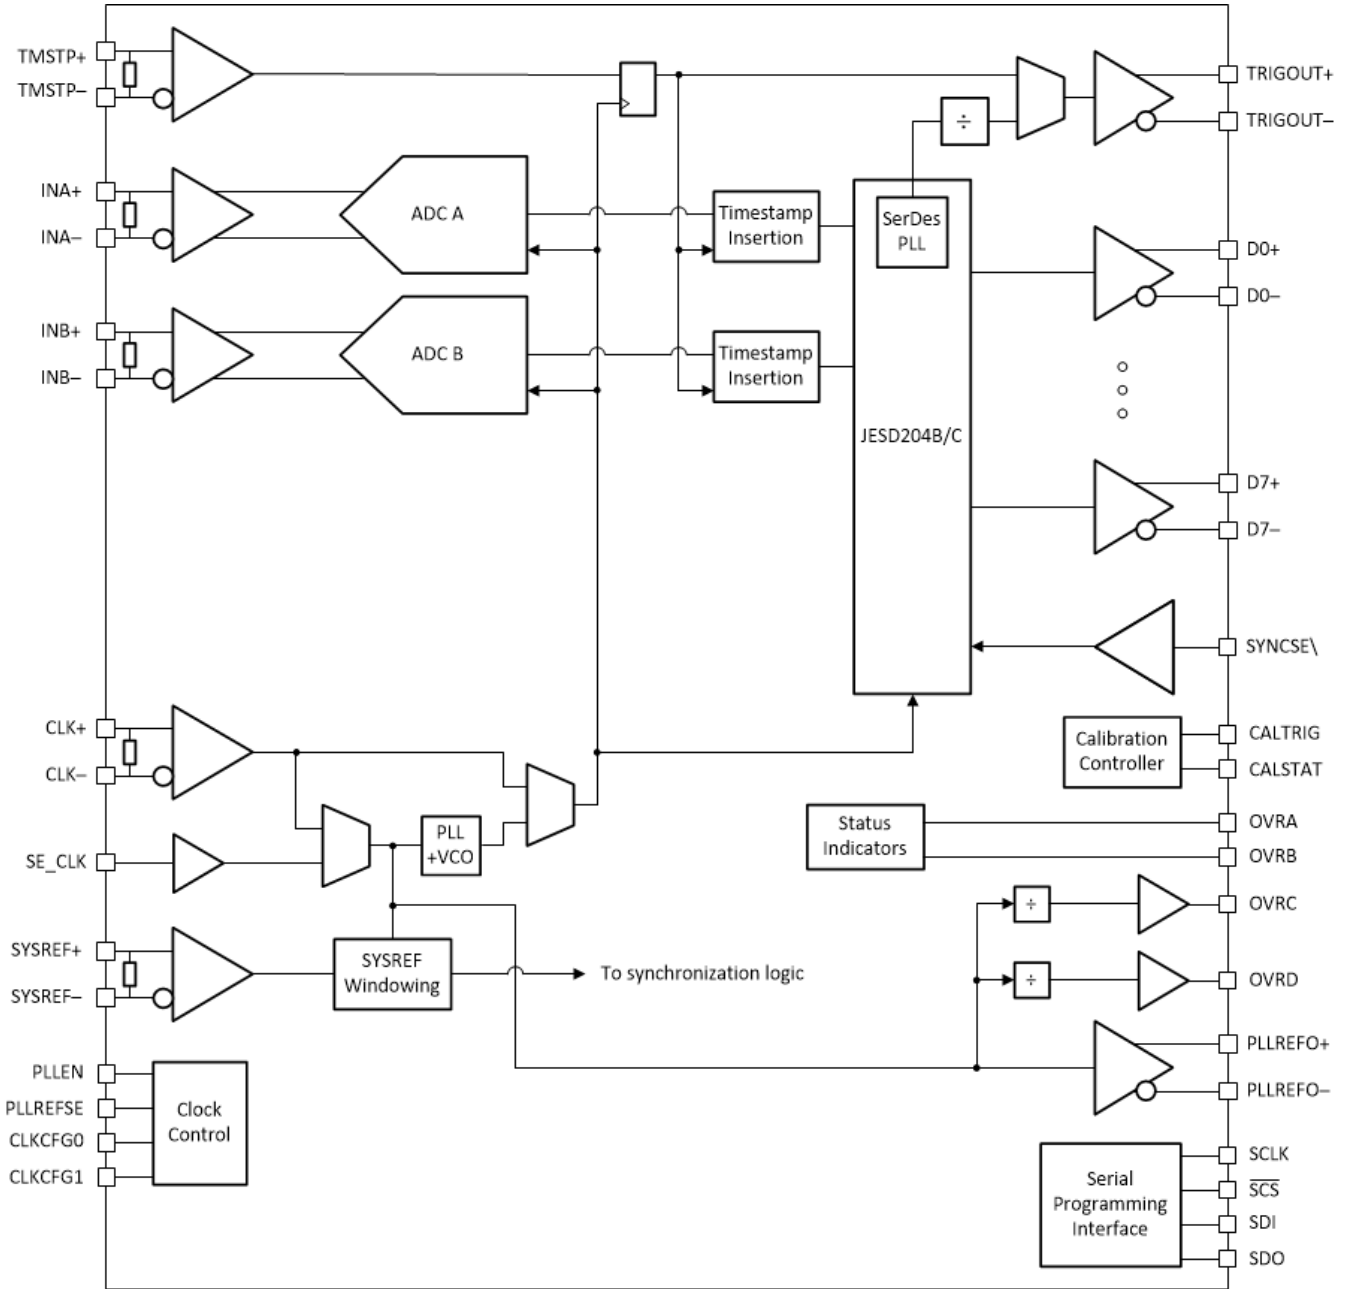 TMSTP+
TMSTP–
INA+
INA–
INB+
INB–
CLK+
CLK–
SE_CLK
SYSREF+
SYSREF–
PLLEN
PLLREFSE
CLKCFG0
CLKCFG1
ADC A
ADC B
Timestamp
Insertion
Timestamp
Insertion
÷
SerDes
PLL
JESD204B/C
PLL
+VCO
SYSREF
Windowing
To synchronization logic
Clock
Control
Calibration
Controller
Status
Indicators
÷
÷
Serial
Programming
Interface
TRIGOUT+
TRIGOUT–
D0+
D0–
D7+
D7–
SYNCSE\
CALTRIG
CALSTAT
OVRA
OVRB
OVRC
OVRD
PLLREFO+
PLLREFO–
SCLK
S̅C̅S̅
SDI
SDO